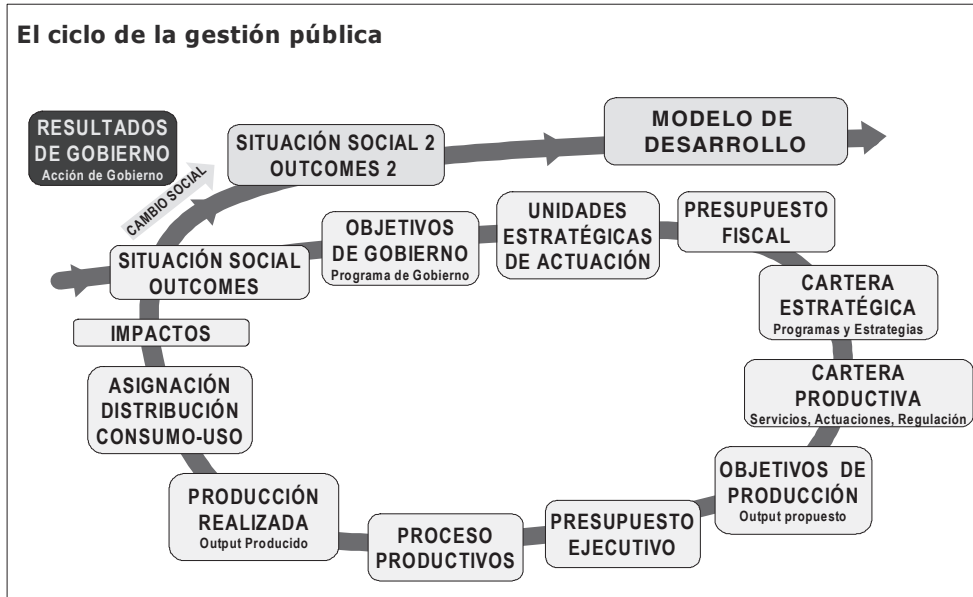 El ciclo de la gestión pública
RESULTADOS
DE GOBIERNO
Acción de Gobierno
CAMBIO SOCIAL
SITUACIÓN SOCIAL 2
OUTCOMES 2
MODELO DE
DESARROLLO
SITUACIÓN SOCIAL
OUTCOMES
OBJETIVOS
DE GOBIERNO
Programa de Gobierno
UNIDADES
ESTRATÉGICAS
DE ACTUACIÓN
PRESUPUESTO
FISCAL
CARTERA
ESTRATÉGICA
Programas y Estrategias
CARTERA
PRODUCTIVA
Servicios, Actuaciones, Regulación
OBJETIVOS DE
PRODUCCIÓN
Output propuesto
PRESUPUESTO
EJECUTIVO
PROCESO
PRODUCTIVOS
PRODUCCIÓN
REALIZADA
Output Producido
ASIGNACIÓN
DISTRIBUCIÓN
CONSUMO-USO
IMPACTOS